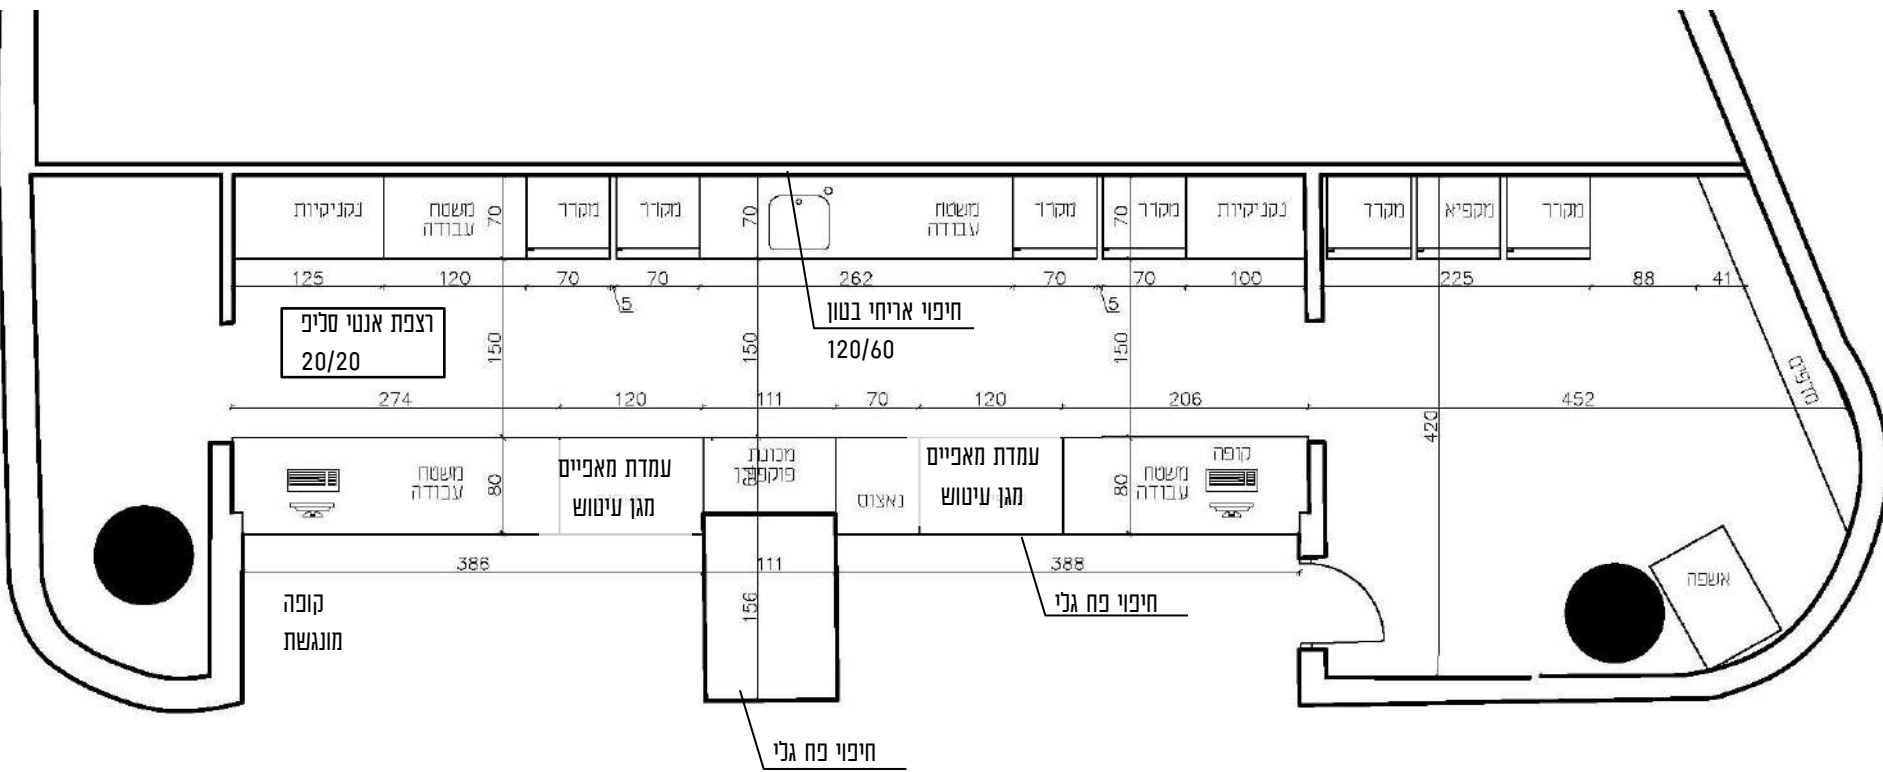 נקניקיות
משטח
עבודה
מקרר
מקרר
משטח
עבודה
מקרר
מקרר
נקניקיות
מקרר
מקפיא
מקרר
70
70
70
125
120
70
5
70
262
70
5
70
100
225
88
41
רצפת אנטי סליפ
20/20
חיפוי אריחי בטון
120/60
150
150
150
מדפים
274
120
111
70
120
206
452
420
משטח
עבודה
80
עמדת מאפיים
מגן עיטוש
מכונת
פופקורן
נאצוס
עמדת מאפיים
מגן עיטוש
80
קופה
משטח
עבודה
386
111
388
156
קופה
מונגשת
חיפוי פח גלי
אשפה
חיפוי פח גלי